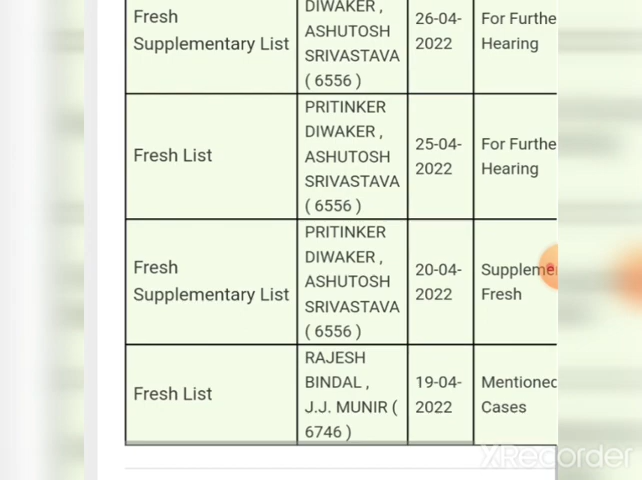 Fresh
Supplementary List
DIWAKER ,
ASHUTOSH
SRIVASTAVA
( 6556 )
26-04-
2022
For Furthe
Hearing
Fresh List
PRITINKER
DIWAKER ,
ASHUTOSH
SRIVASTAVA
( 6556 )
25-04-
2022
For Furthe
Hearing
Fresh
Supplementary List
PRITINKER
DIWAKER ,
ASHUTOSH
SRIVASTAVA
( 6556 )
20-04-
2022
Suppleme
Fresh
Fresh List
RAJESH
BINDAL ,
J.J. MUNIR (
6746 )
19-04-
2022
Mentioned
Cases
XRecorder